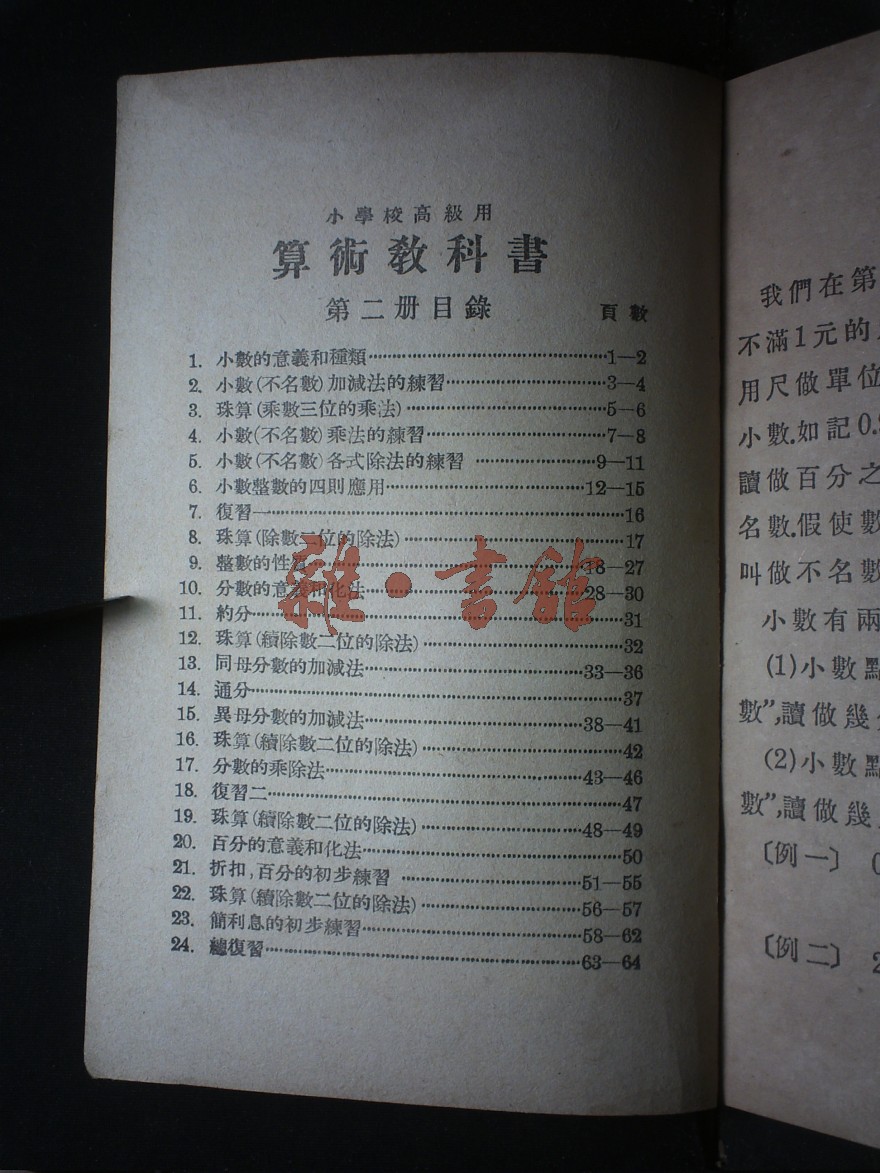 小學校高級用
算術教科書
第二册目錄 頁數
1. 小數的意義和種類……1—2
2. 小數(不名數)加減法的練習……3—4
3. 珠算(乘數三位的乘法)……5—6
4. 小數(不名數)乘法的練習……7—8
5. 小數(不名數)各式除法的練習……9—11
6. 小數整數的四則應用……12—15
7. 復習一……16
8. 珠算(除數二位的除法)……17
9. 整數的性質……18—27
10. 分數的意義和化法……28—30
11. 約分……31
12. 珠算(續除數二位的除法)……32
13. 同母分數的加減法……33—36
14. 通分……37
15. 異母分數的加減法……38—41
16. 珠算(續除數二位的除法)……42
17. 分數的乘除法……43—46
18. 復習二……47
19. 珠算(續除數二位的除法)……48—49
20. 百分的意義和化法……50
21. 折扣,百分的初步練習……51—55
22. 珠算(續除數二位的除法)……56—57
23. 簡利息的初步練習……58—62
24. 總復習……63—64
雜·書館
我們在第
不滿1元的
用尺做單位
小數.如記0.
讀做百分之
名數.假使數
叫做不名數
小數有兩
(1)小數點
數”,讀做幾
(2)小數點
數”,讀做幾
〔例一〕
〔例二〕 2